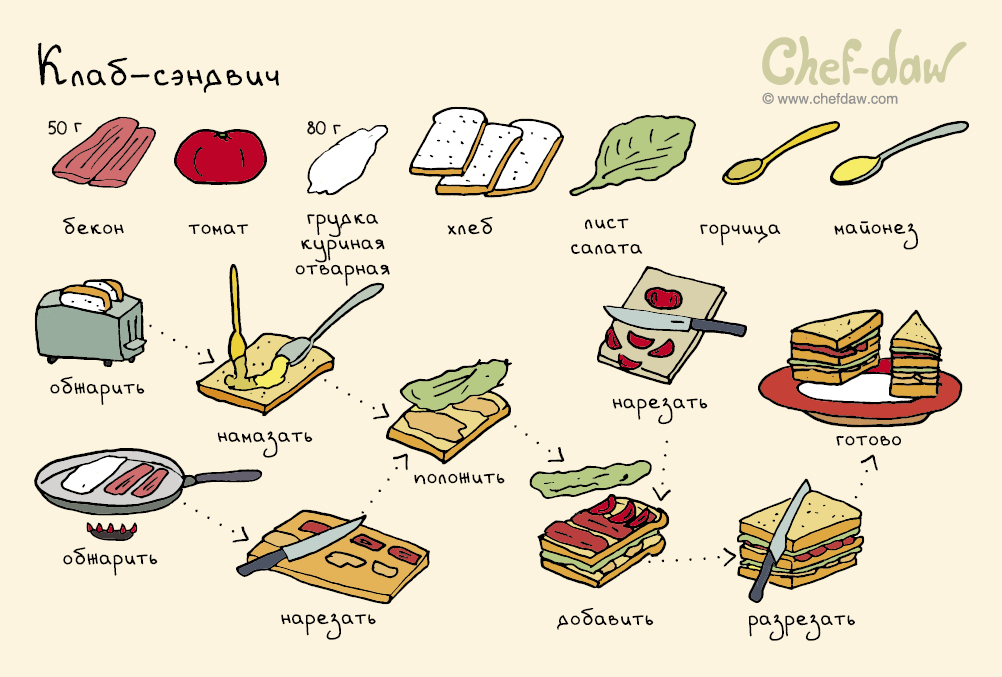 Клаб-сэндвич
Chef-daw
© www.chefdaw.com
50 г
80 г
бекон
томат
грудка
куриная
отварная
хлеб
лист
салата
горчица
майонез
обжарить
намазать
положить
нарезать
готово
обжарить
нарезать
добавить
разрезать